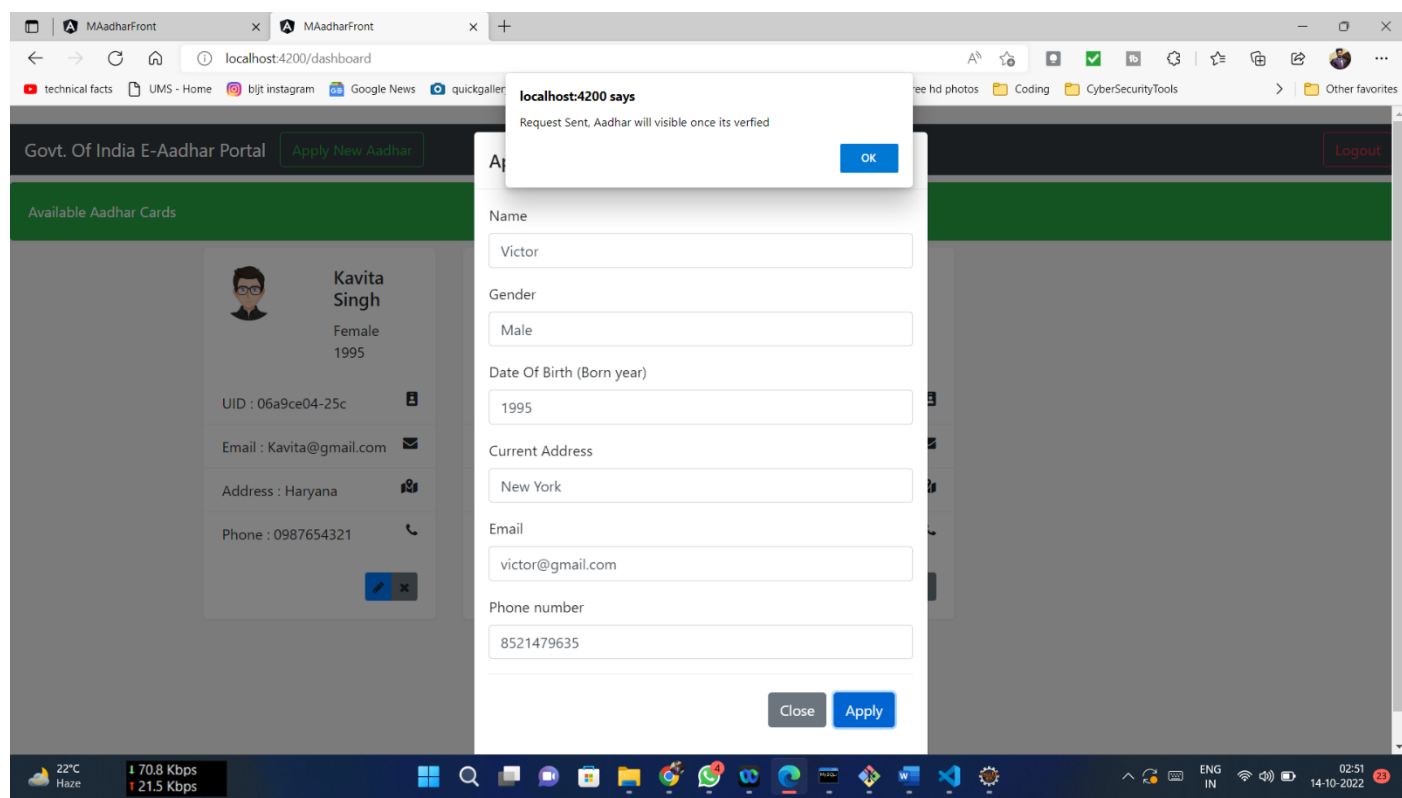 MAadharFront
MAadharFront
localhost:4200/dashboard
technical facts
UMS - Home
bljt instagram
Google News
quickgaller
ree hd photos
Coding
CyberSecurityTools
Other favorites
localhost:4200 says
Request Sent, Aadhar will visible once its verfied
OK
Govt. Of India E-Aadhar Portal
Apply New Aadhar
Logout
Available Aadhar Cards
Kavita
Singh
Female
1995
UID : 06a9ce04-25c
Email : Kavita@gmail.com
Address : Haryana
Phone : 0987654321
Name
Victor
Gender
Male
Date Of Birth (Born year)
1995
Current Address
New York
Email
victor@gmail.com
Phone number
8521479635
Close
Apply
22°C
Haze
70.8 Kbps
21.5 Kbps
4
ENG
IN
02:51
14-10-2022
23